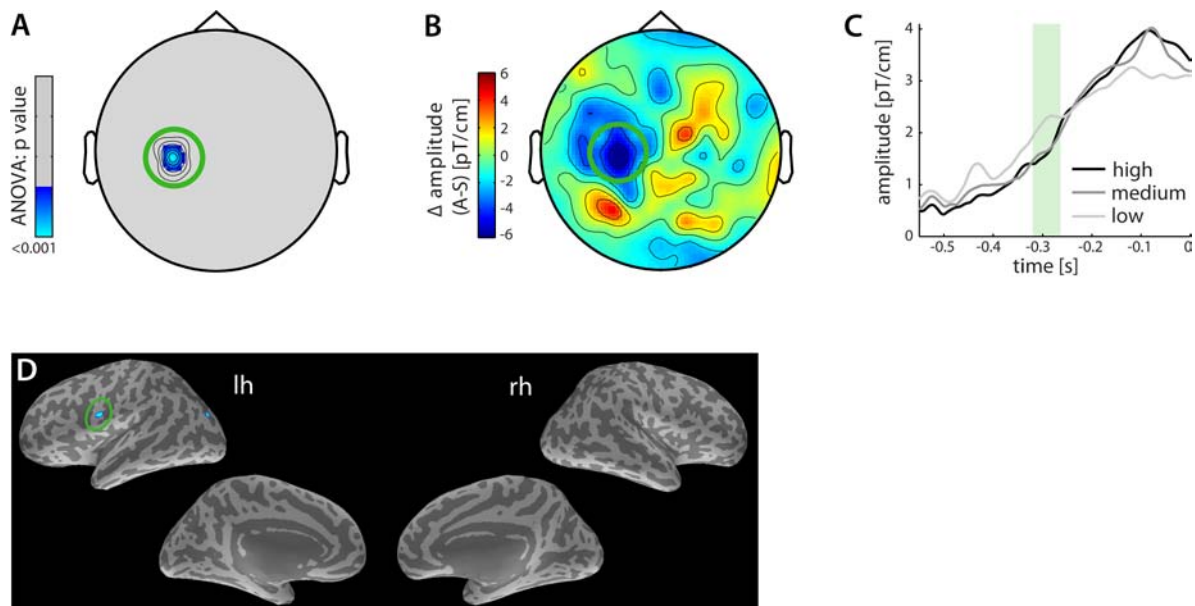 A
ANOVA: p value
<0.001
B
Δ amplitude
(A-S) [pT/cm]
6
4
2
0
-2
-4
-6
C
amplitude [pT/cm]
4
3
2
1
0
-0.5
-0.4
-0.3
-0.2
-0.1
0
time [s]
high
medium
low
D
lh
rh